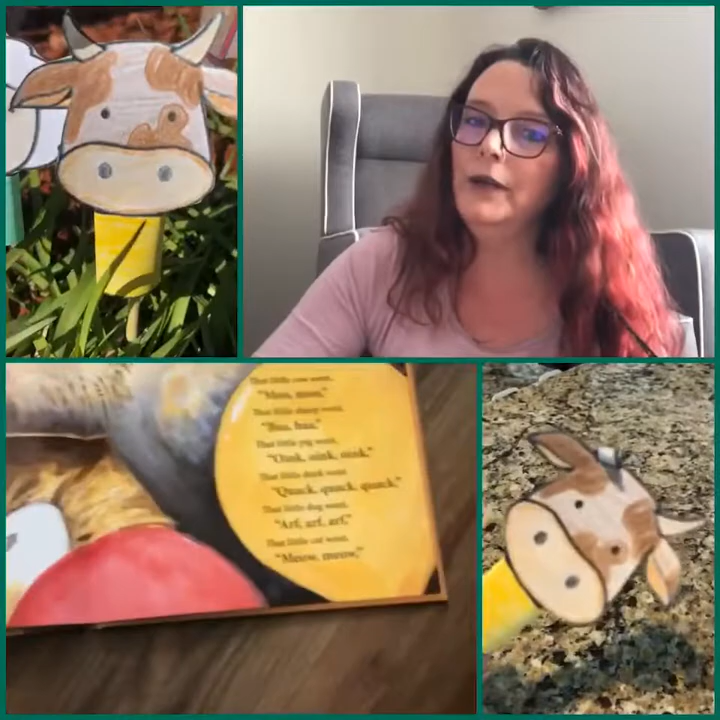 That little cow went,
"Moo, moo,"
That little sheep went,
"Baa, baa,"
That little pig went,
"Oink, oink, oink,"
That little duck went,
"Quack, quack, quack,"
That little dog went,
"Arf, arf, arf,"
That little cat went,
"Meow, meow,"